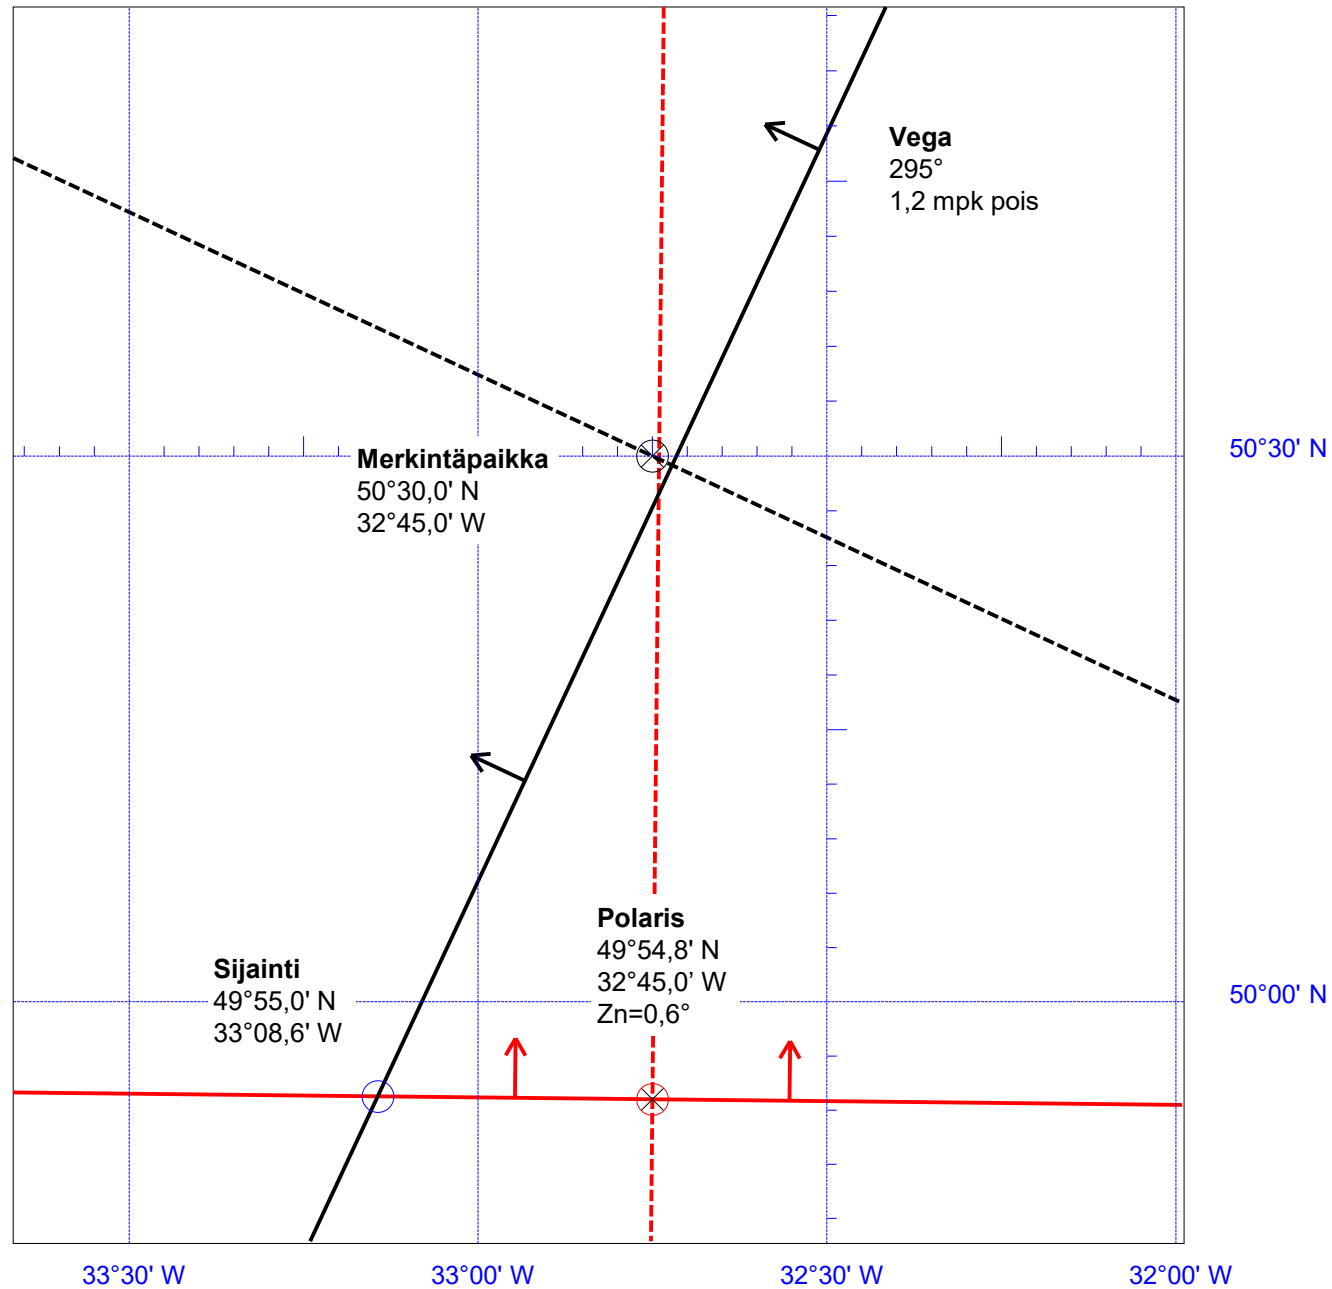 Vega
295°
1,2 mpk pois
Merkintäpaikka
50°30,0' N
32°45,0' W
50°30' N
Polaris
49°54,8' N
32°45,0’ W
Zn=0,6°
Sijainti
49°55,0' N
33°08,6' W
50°00' N
33°30' W
33°00' W
32°30' W
32°00' W